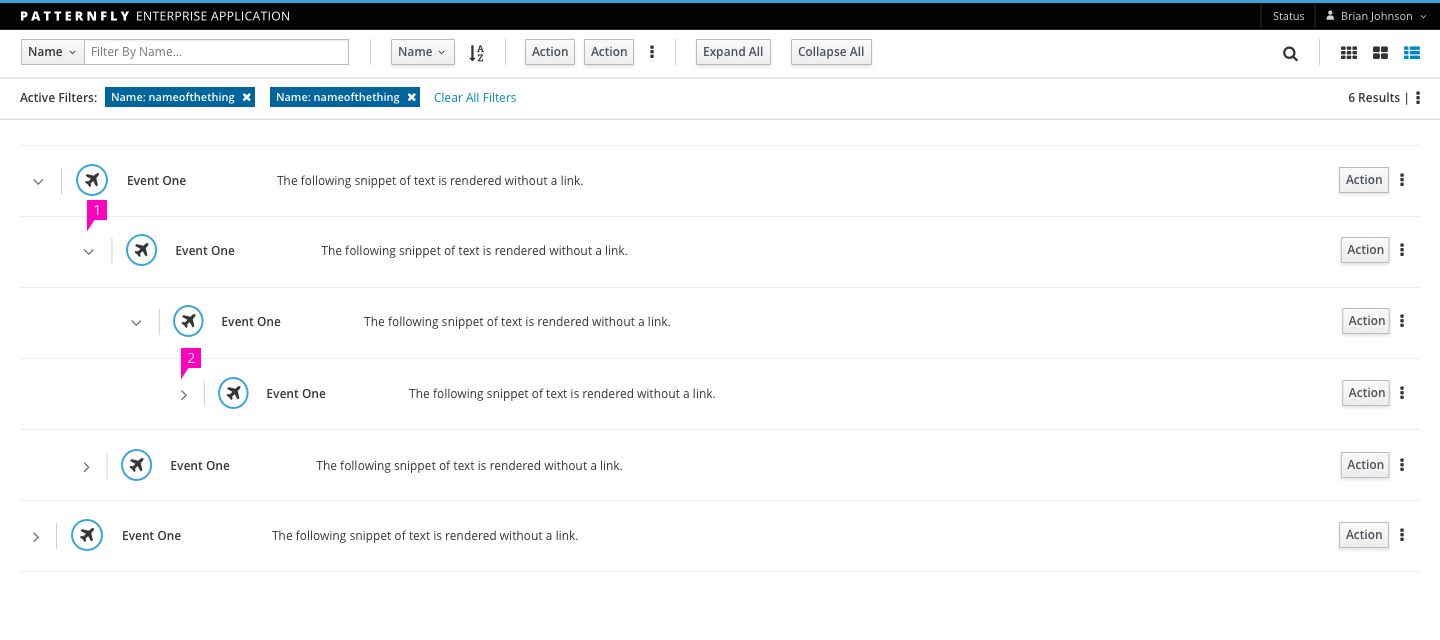 PATTERNFLY ENTERPRISE APPLICATION Status Brian Johnson
Name Filter By Name... Name A Z Action Action Expand All Collapse All
Active Filters: Name: nameofthething Name: nameofthething Clear All Filters 6 Results |
Event One The following snippet of text is rendered without a link. Action
1
Event One The following snippet of text is rendered without a link. Action
Event One The following snippet of text is rendered without a link. Action
2
Event One The following snippet of text is rendered without a link. Action
Event One The following snippet of text is rendered without a link. Action
Event One The following snippet of text is rendered without a link. Action